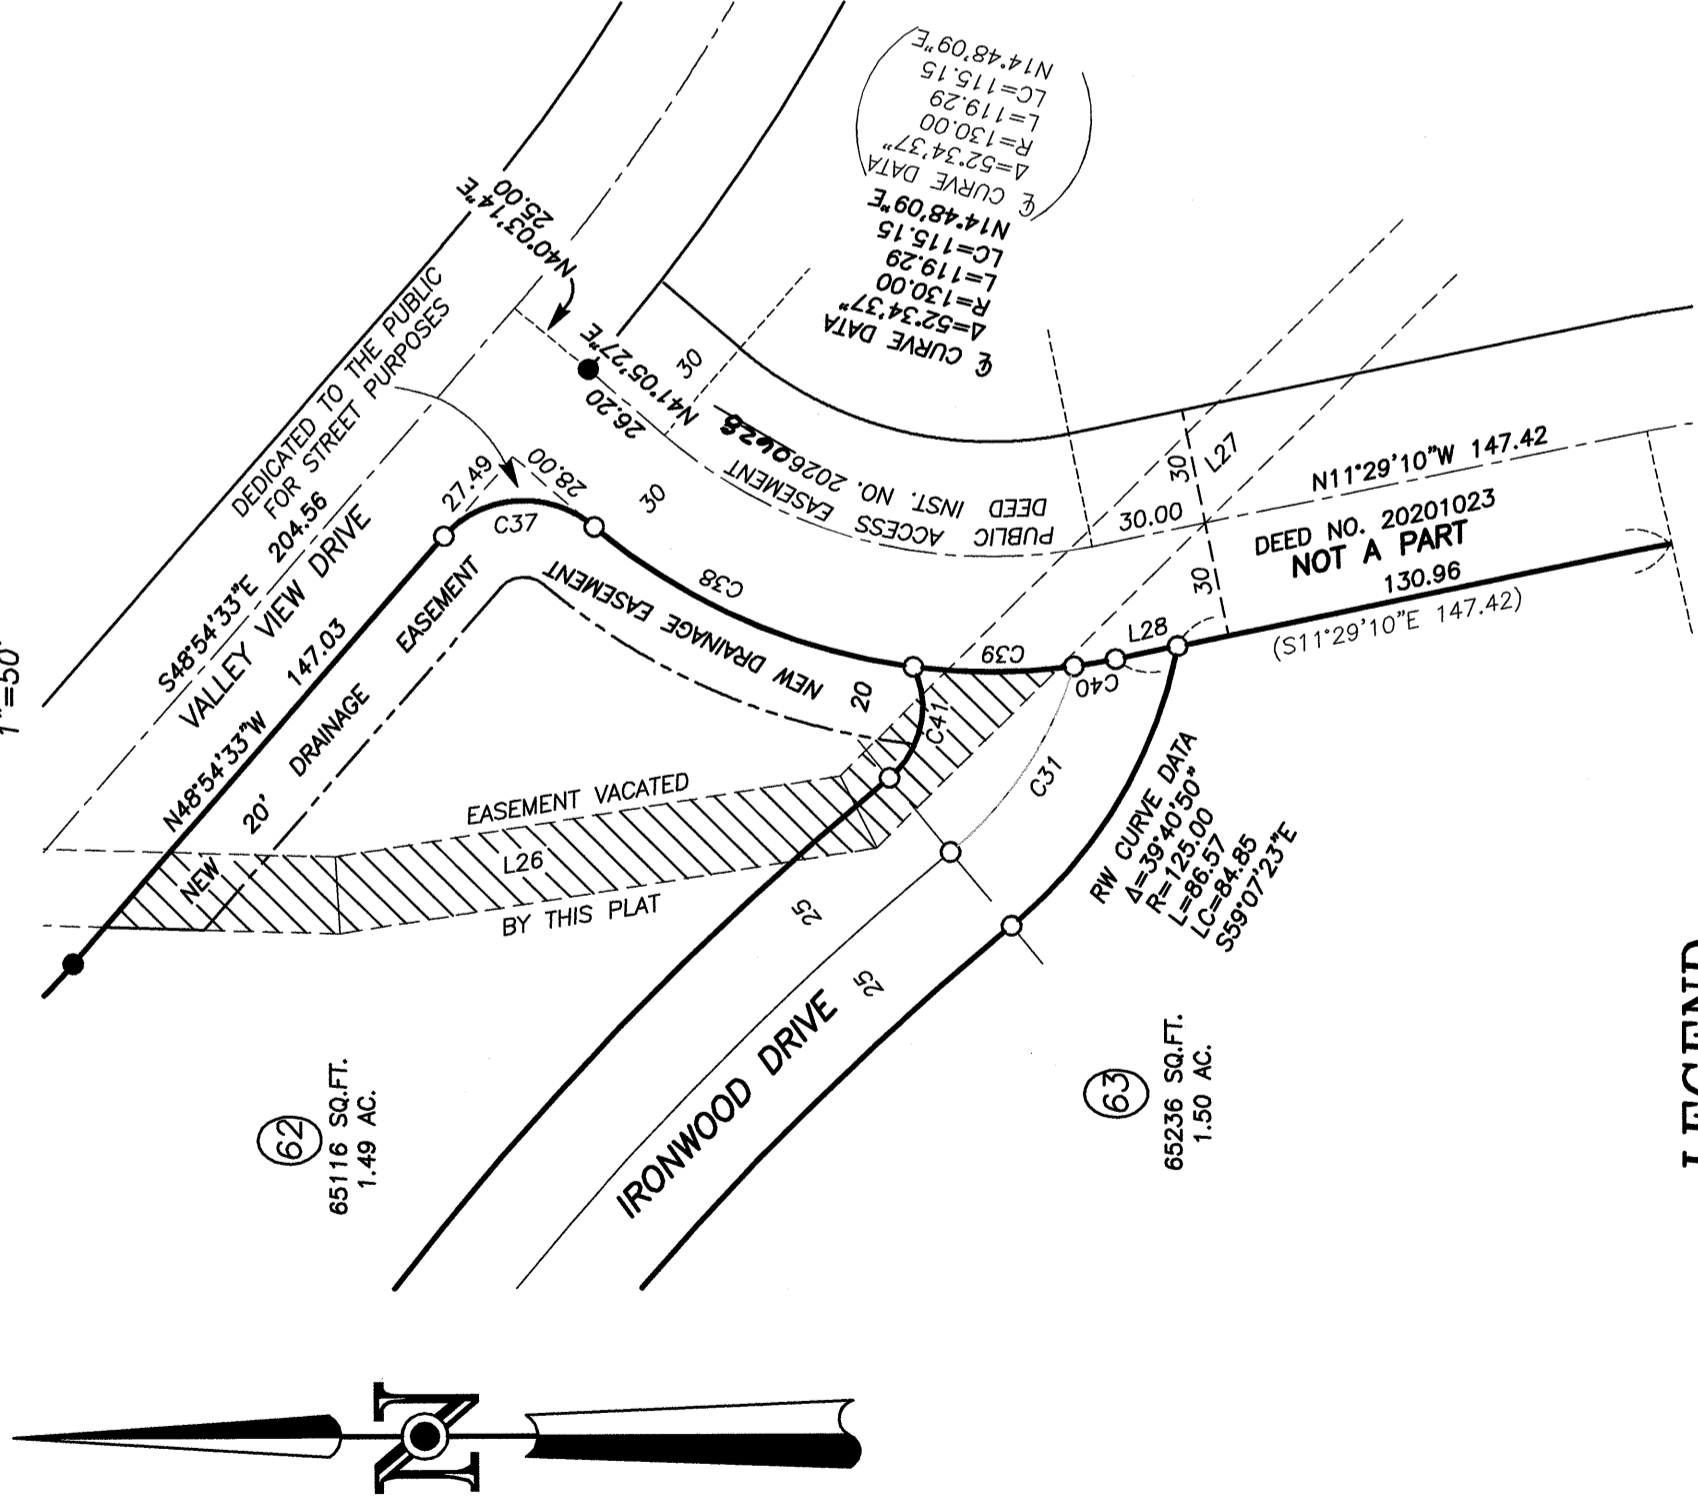 1"=50'
DEDICATED TO THE PUBLIC
FOR STREET PURPOSES
N40°03'14"E
25.00
S48°54'33"E 204.56
VALLEY VIEW DRIVE
N48°54'33"W 147.03
27.49
28.00
C37
N41°05'27"E
26.20
30
30
PUBLIC ACCESS EASEMENT
DEED INST. NO. 20260628
℄ CURVE DATA
Δ=52°34'37"
R=130.00
L=119.29
LC=115.15
N14°48'09"E
(℄ CURVE DATA
Δ=52°34'37"
R=130.00
L=119.29
LC=115.15
N14°48'09"E)
NEW 20' DRAINAGE EASEMENT
NEW DRAINAGE EASEMENT
20
C38
C39
C40
C41
C31
L28
30.00
30
30
L27
N11°29'10"W 147.42
DEED NO. 20201023
NOT A PART
130.96
(S11°29'10"E 147.42)
EASEMENT VACATED
L26
BY THIS PLAT
RW CURVE DATA
Δ=39°40'50"
R=125.00
L=86.57
LC=84.85
S59°07'23"E
25
25
IRONWOOD DRIVE
62
65116 SQ.FT.
1.49 AC.
63
65236 SQ.FT.
1.50 AC.
N
LEGEND